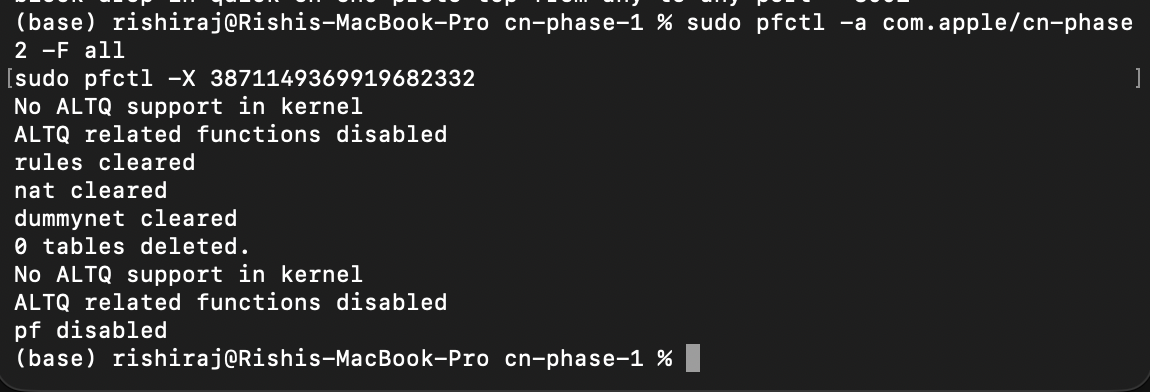 (base) rishiraj@Rishis-MacBook-Pro cn-phase-1 % sudo pfctl -a com.apple/cn-phase
2 -F all
[sudo pfctl -X 3871149369919682332 ]
No ALTQ support in kernel
ALTQ related functions disabled
rules cleared
nat cleared
dummynet cleared
0 tables deleted.
No ALTQ support in kernel
ALTQ related functions disabled
pf disabled
(base) rishiraj@Rishis-MacBook-Pro cn-phase-1 %